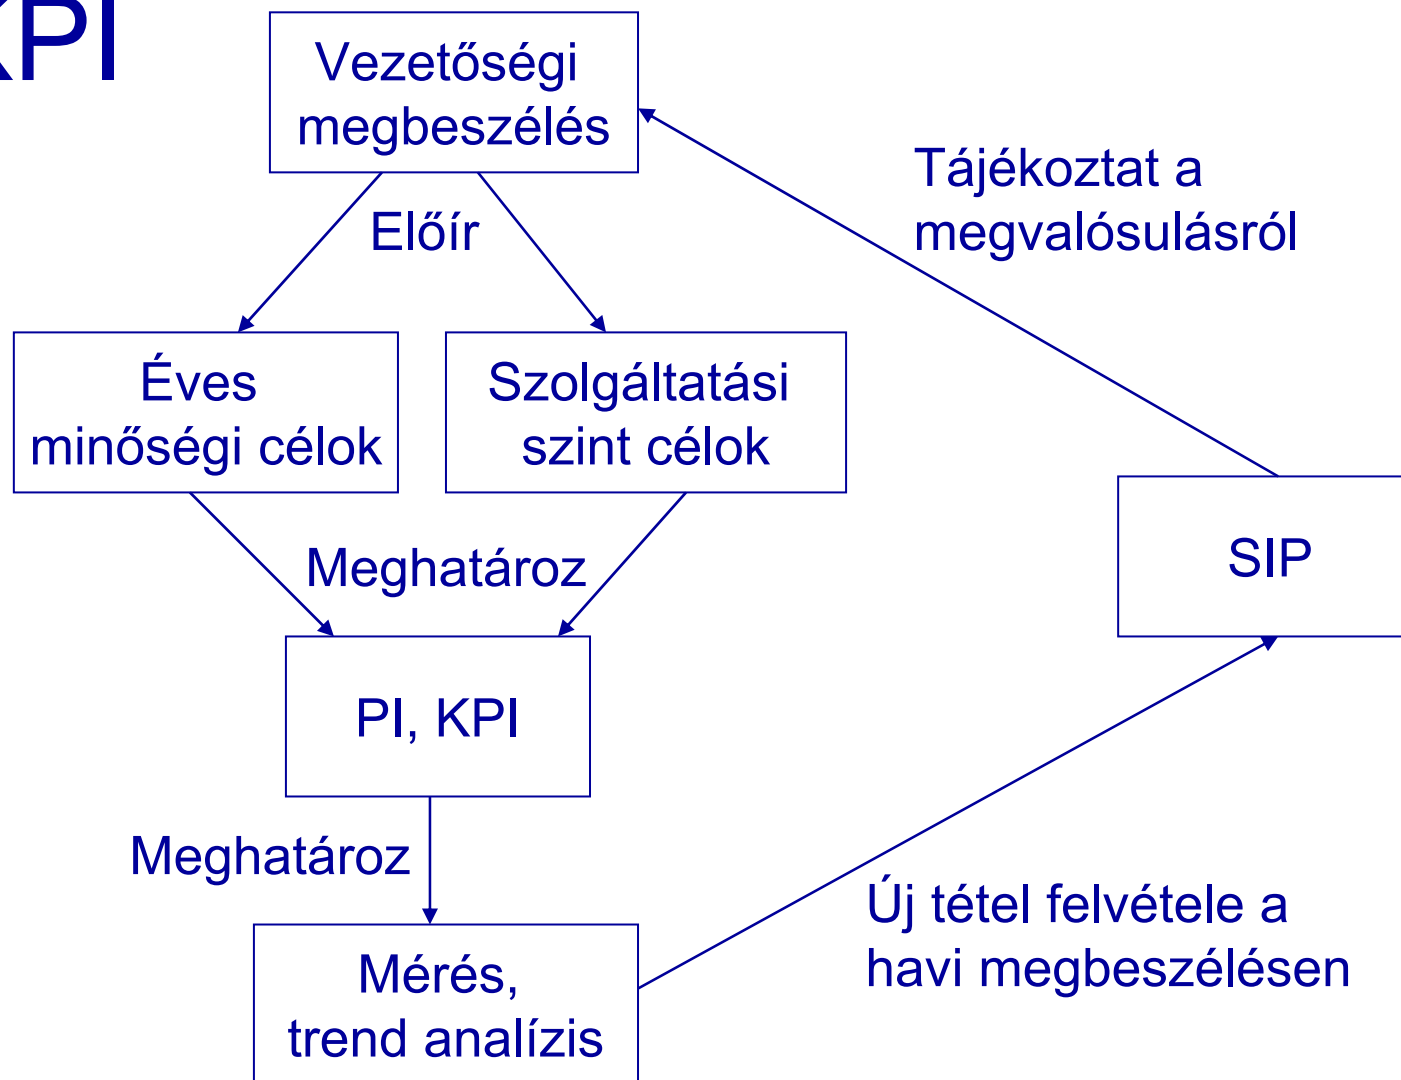 KPI
Vezetőségi
megbeszélés
Tájékoztat a
megvalósulásról
Előír
Éves
minőségi célok
Szolgáltatási
szint célok
Meghatároz
SIP
PI, KPI
Meghatároz
Új tétel felvétele a
havi megbeszélésen
Mérés,
trend analízis